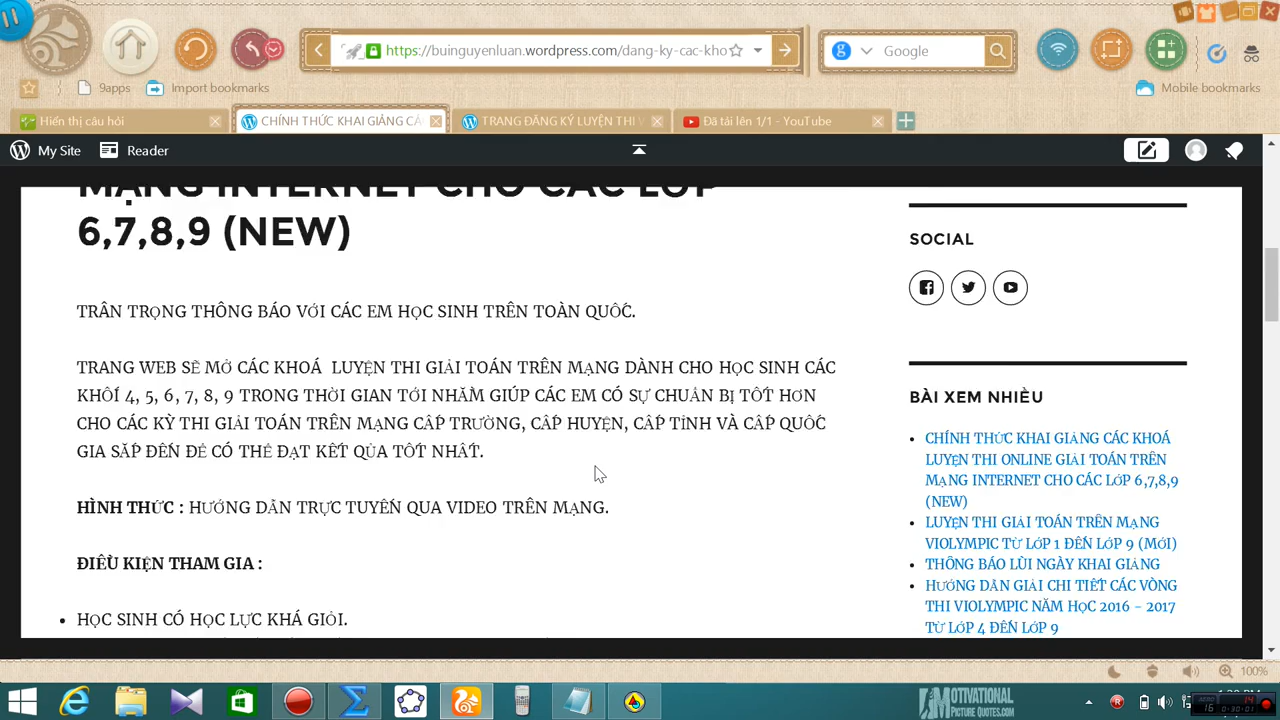 https://buinguyenluan.wordpress.com/dang-ky-cac-kho
Google
9apps
Import bookmarks
Mobile bookmarks
Hiển thị câu hỏi
CHÍNH THỨC KHAI GIẢNG CÁ
TRANG ĐĂNG KÝ LUYỆN THI V
Đã tải lên 1/1 - YouTube
My Site
Reader
MẠNG INTERNET CHO CÁC LỚP
6,7,8,9 (NEW)
TRÂN TRỌNG THÔNG BÁO VỚI CÁC EM HỌC SINH TRÊN TOÀN QUỐC.
TRANG WEB SẼ MỞ CÁC KHOÁ LUYỆN THI GIẢI TOÁN TRÊN MẠNG DÀNH CHO HỌC SINH CÁC
KHỐI 4, 5, 6, 7, 8, 9 TRONG THỜI GIAN TỚI NHẰM GIÚP CÁC EM CÓ SỰ CHUẨN BỊ TỐT HƠN
CHO CÁC KỲ THI GIẢI TOÁN TRÊN MẠNG CẤP TRƯỜNG, CẤP HUYỆN, CẤP TỈNH VÀ CẤP QUỐC
GIA SẮP ĐẾN ĐỂ CÓ THỂ ĐẠT KẾT QỦA TỐT NHẤT.
HÌNH THỨC : HƯỚNG DẪN TRỰC TUYẾN QUA VIDEO TRÊN MẠNG.
ĐIỀU KIỆN THAM GIA :
HỌC SINH CÓ HỌC LỰC KHÁ GIỎI.
SOCIAL
BÀI XEM NHIỀU
CHÍNH THỨC KHAI GIẢNG CÁC KHOÁ
LUYỆN THI ONLINE GIẢI TOÁN TRÊN
MẠNG INTERNET CHO CÁC LỚP 6,7,8,9
(NEW)
LUYỆN THI GIẢI TOÁN TRÊN MẠNG
VIOLYMPIC TỪ LỚP 1 ĐẾN LỚP 9 (MỚI)
THÔNG BÁO LÙI NGÀY KHAI GIẢNG
HƯỚNG DẪN GIẢI CHI TIẾT CÁC VÒNG
THI VIOLYMPIC NĂM HỌC 2016 - 2017
TỪ LỚP 4 ĐẾN LỚP 9
100%
MOTIVATIONAL
PICTURE QUOTES.COM